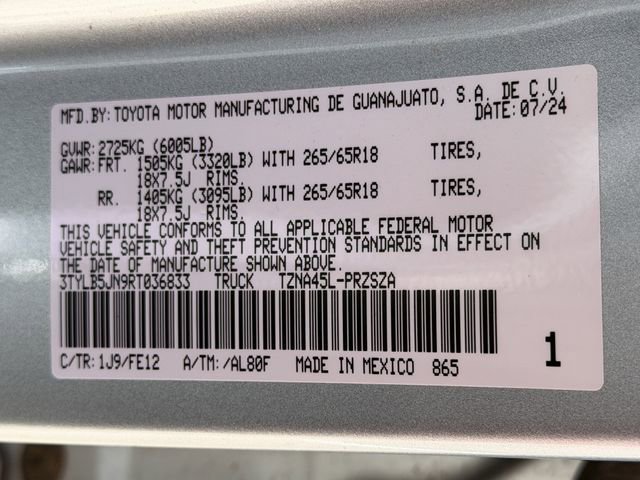 MFD.BY: TOYOTA MOTOR MANUFACTURING DE GUANAJUATO, S.A. DE C.V.
DATE: 07/24
GVWR: 2725KG (6005LB)
GAWR: FRT. 1505KG (3320LB) WITH 265/65R18 TIRES,
18X7.5J RIMS.
RR. 1405KG (3095LB) WITH 265/65R18 TIRES,
18X7.5J RIMS.
THIS VEHICLE CONFORMS TO ALL APPLICABLE FEDERAL MOTOR
VEHICLE SAFETY AND THEFT PREVENTION STANDARDS IN EFFECT ON
THE DATE OF MANUFACTURE SHOWN ABOVE.
3TYLB5JN9RT036833 TRUCK TZNA45L-PRZSZA
C/TR: 1J9/FE12 A/TM: /AL80F MADE IN MEXICO 865 1